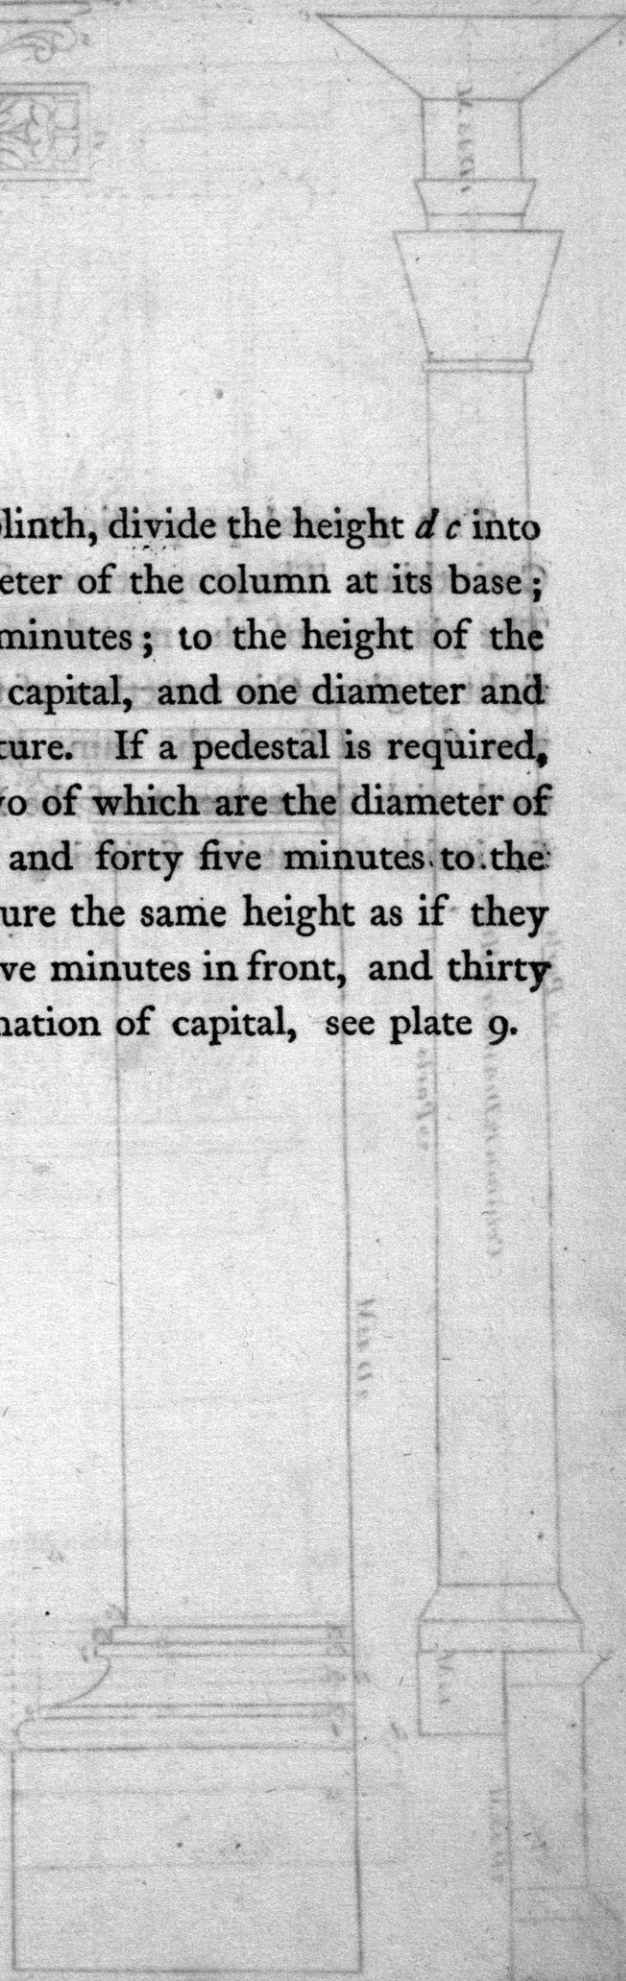 linth, divide the height d c into
eter of the column at its base;
minutes; to the height of the
capital, and one diameter and
ture. If a pedestal is required,
vo of which are the diameter of
and forty five minutes to the
ure the same height as if they
ve minutes in front, and thirty
nation of capital, see plate 9.